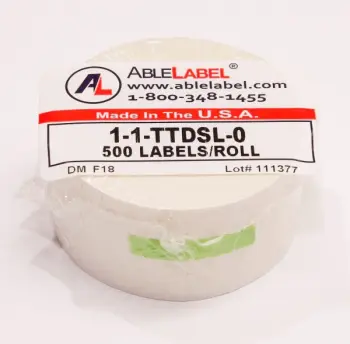 AL
ABLELABEL®
www.ablelabel.com
1-800-348-1455
Made In The U.S.A.
1-1-TTDSL-0
500 LABELS/ROLL
DM F18 Lot# 111377